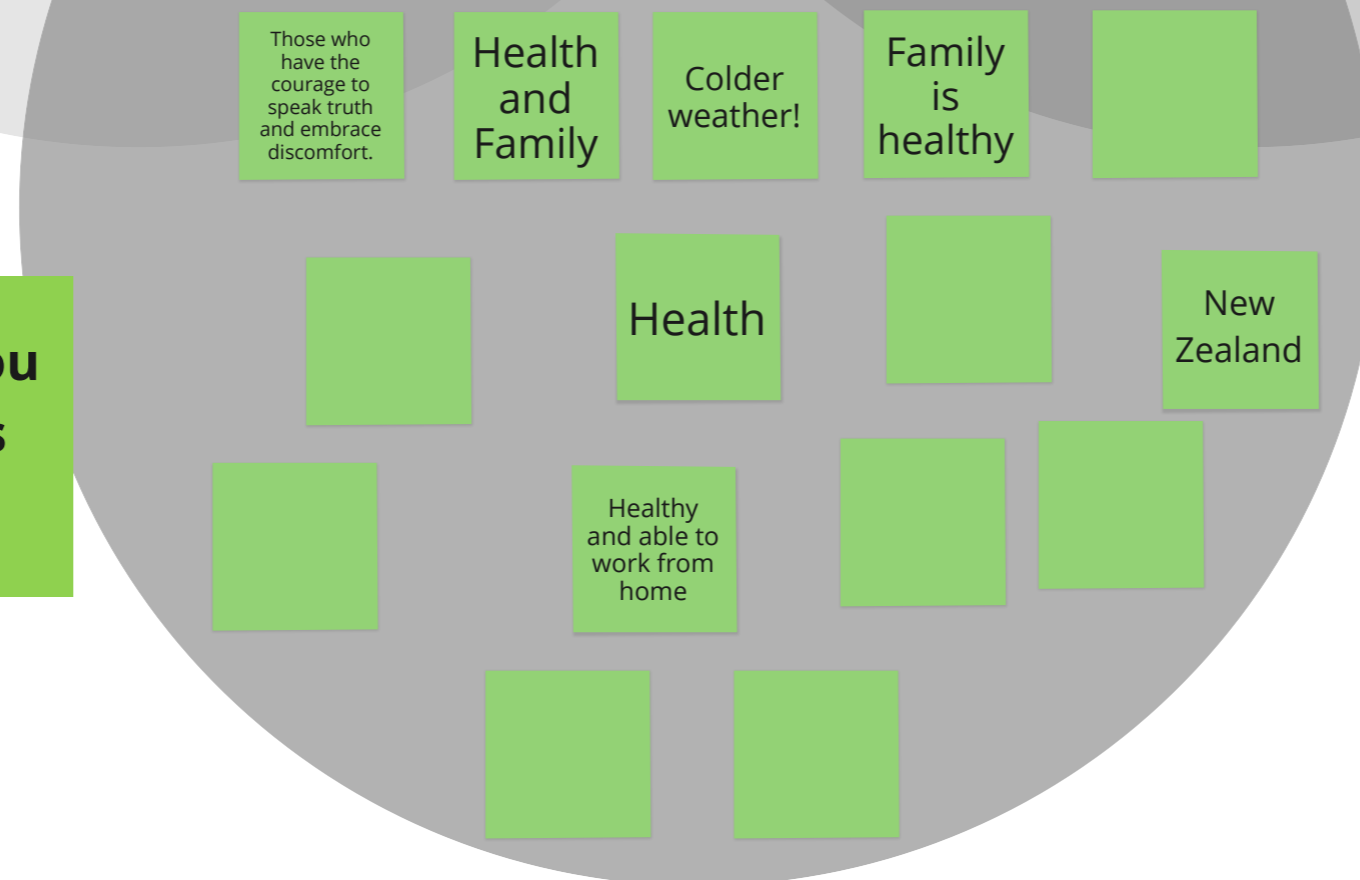 Those who
have the
courage to
speak truth
and embrace
discomfort.
Health
and
Family
Colder
weather!
Family
is
healthy
ou
s
Health
New
Zealand
Healthy
and able to
work from
home